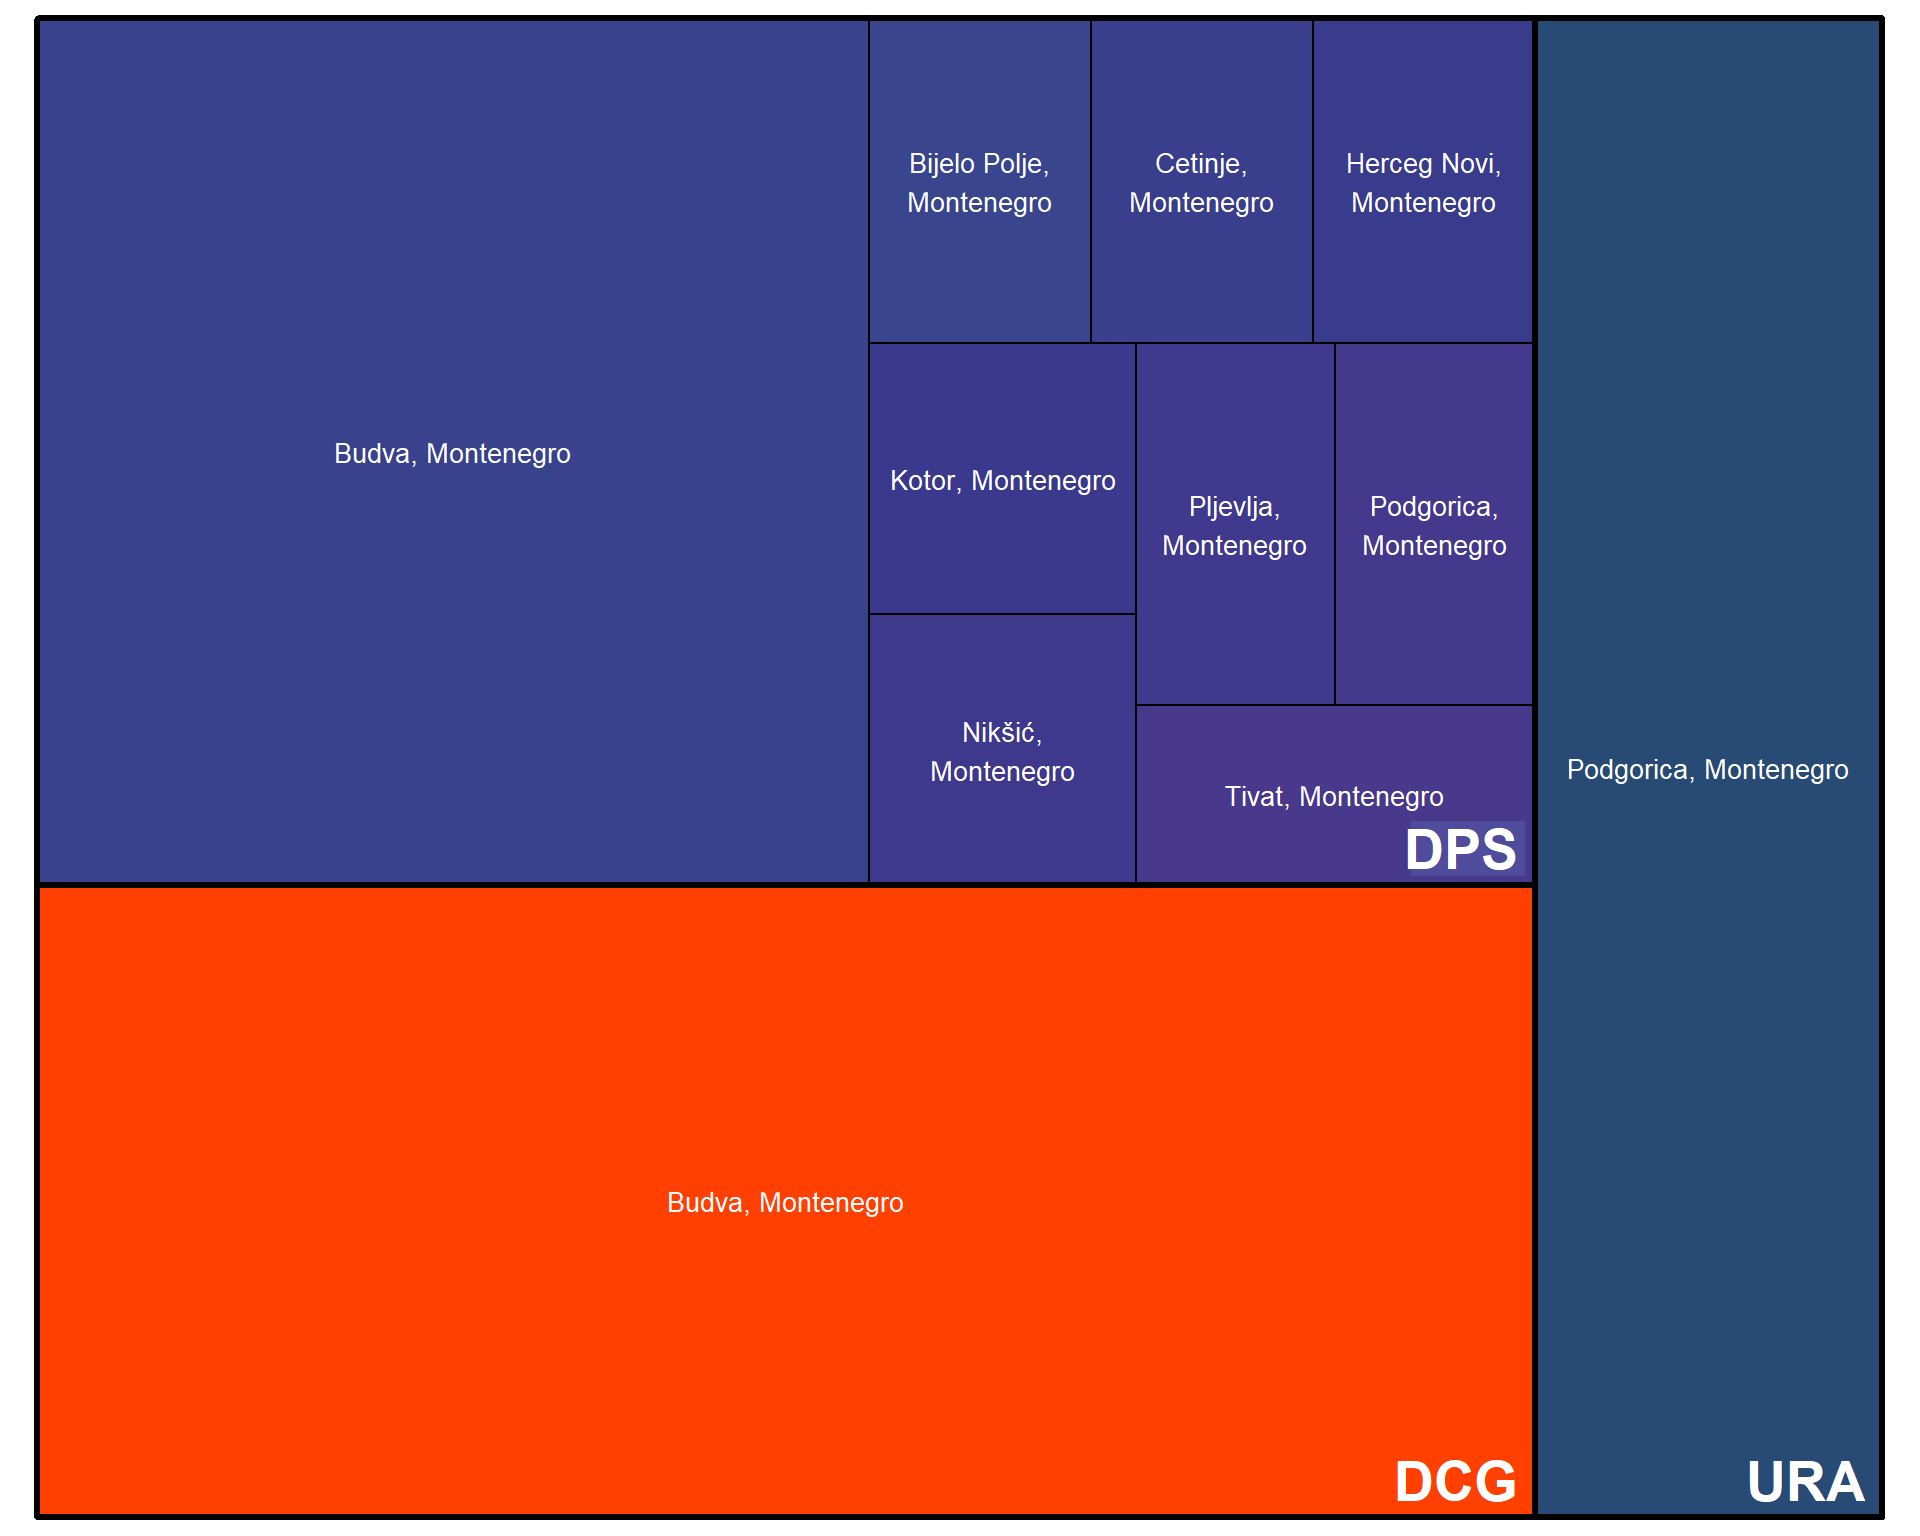 Budva, Montenegro
Bijelo Polje,
Montenegro
Cetinje,
Montenegro
Herceg Novi,
Montenegro
Kotor, Montenegro
Pljevlja,
Montenegro
Podgorica,
Montenegro
Nikšić,
Montenegro
Tivat, Montenegro
DPS
Podgorica, Montenegro
Budva, Montenegro
DCG
URA